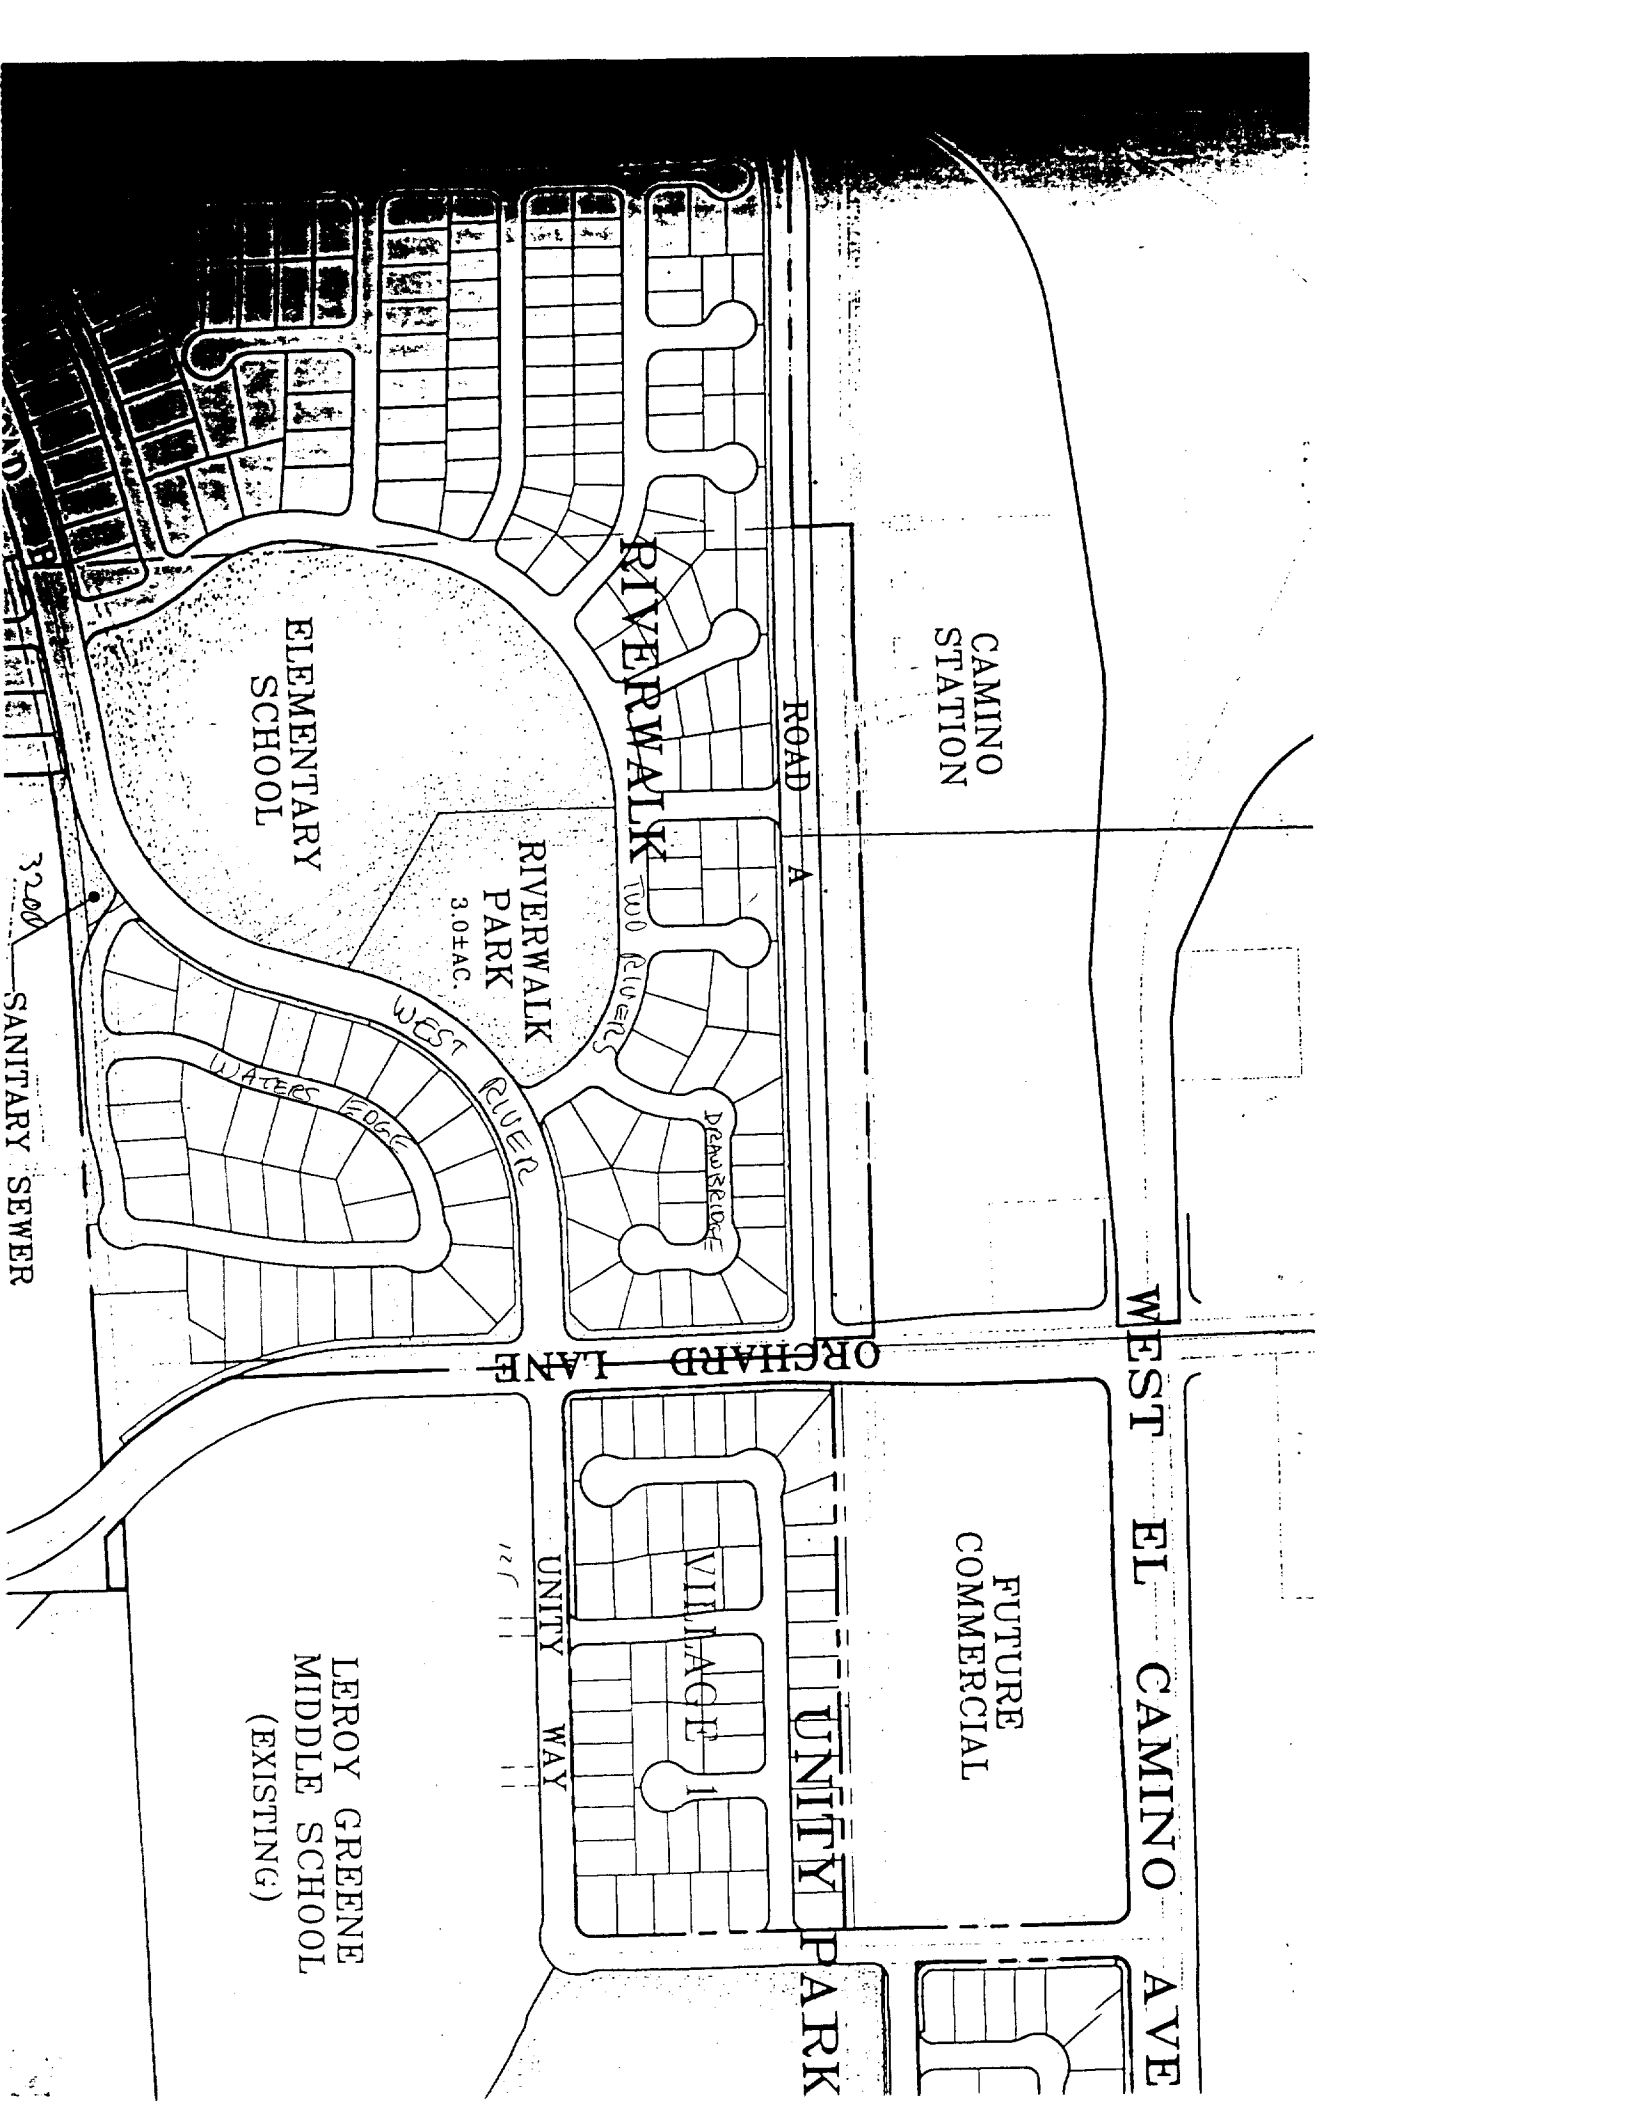 WEST EL CAMINO AVE
CAMINO
STATION
FUTURE
COMMERCIAL
ROAD A
UNITY PARK
ORCHARD LANE
RIVERWALK
TWO RIVERS
DRAWBRIDGE
VILLAGE 1
RIVERWALK
PARK
3.0±AC.
WEST RIVER
UNITY WAY
ELEMENTARY
SCHOOL
WATERS EDGE
LEROY GREENE
MIDDLE SCHOOL
(EXISTING)
3200
SANITARY SEWER